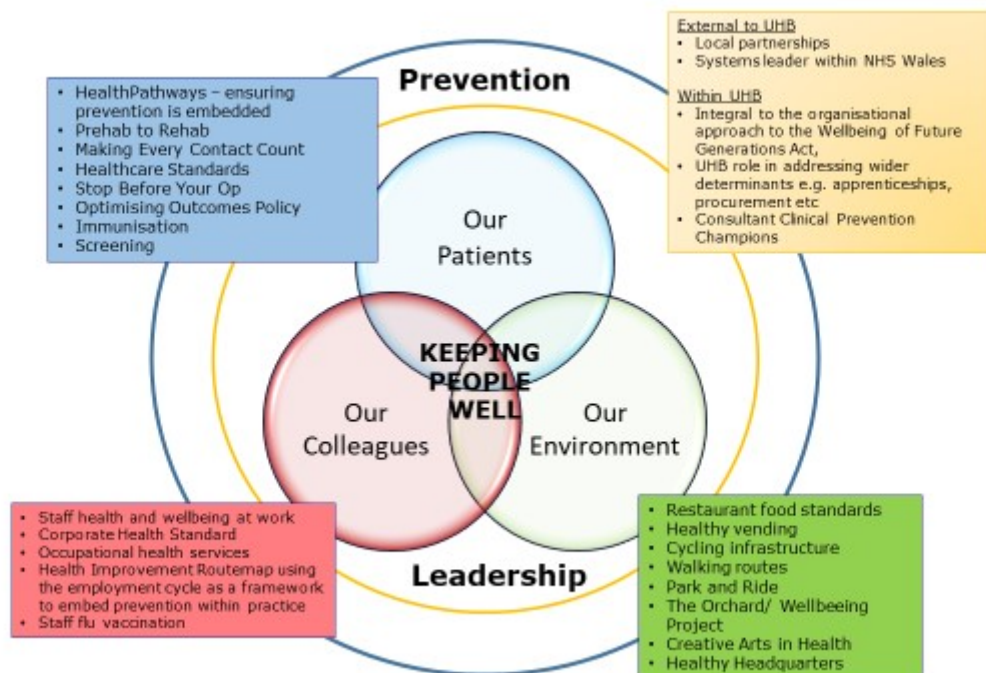 Prevention
• HealthPathways – ensuring
prevention is embedded
• Prehab to Rehab
• Making Every Contact Count
• Healthcare Standards
• Stop Before Your Op
• Optimising Outcomes Policy
• Immunisation
• Screening
External to UHB
• Local partnerships
• Systems leader within NHS Wales
Within UHB
• Integral to the organisational
approach to the Wellbeing of Future
Generations Act,
• UHB role in addressing wider
determinants e.g. apprenticeships,
procurement etc
• Consultant Clinical Prevention
Champions
Our
Patients
KEEPING
PEOPLE
WELL
Our
Colleagues
Our
Environment
• Staff health and wellbeing at work
• Corporate Health Standard
• Occupational health services
• Health Improvement Routemap using
the employment cycle as a framework
to embed prevention within practice
• Staff flu vaccination
Leadership
• Restaurant food standards
• Healthy vending
• Cycling infrastructure
• Walking routes
• Park and Ride
• The Orchard/ Wellbeeing
Project
• Creative Arts in Health
• Healthy Headquarters